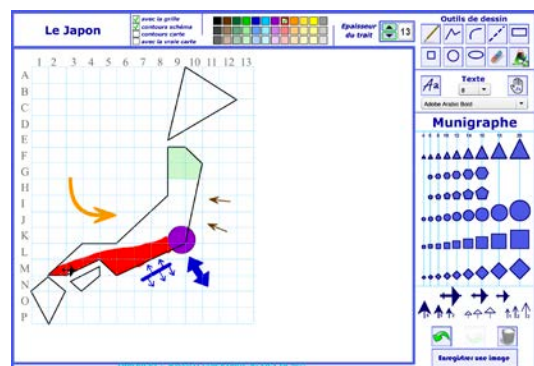 Le Japon
avec la grille
contours schéma
contours carte
avec la vraie carte
Epaisseur
du trait
13
Outils de dessin
Aa
Texte
8
Adobe Arabic Bold
Munigraphe
1 2 3 4 5 6 7 8 9 10 11 12 13
A
B
C
D
E
F
G
H
I
J
K
L
M
N
O
P
Enregistrer une image